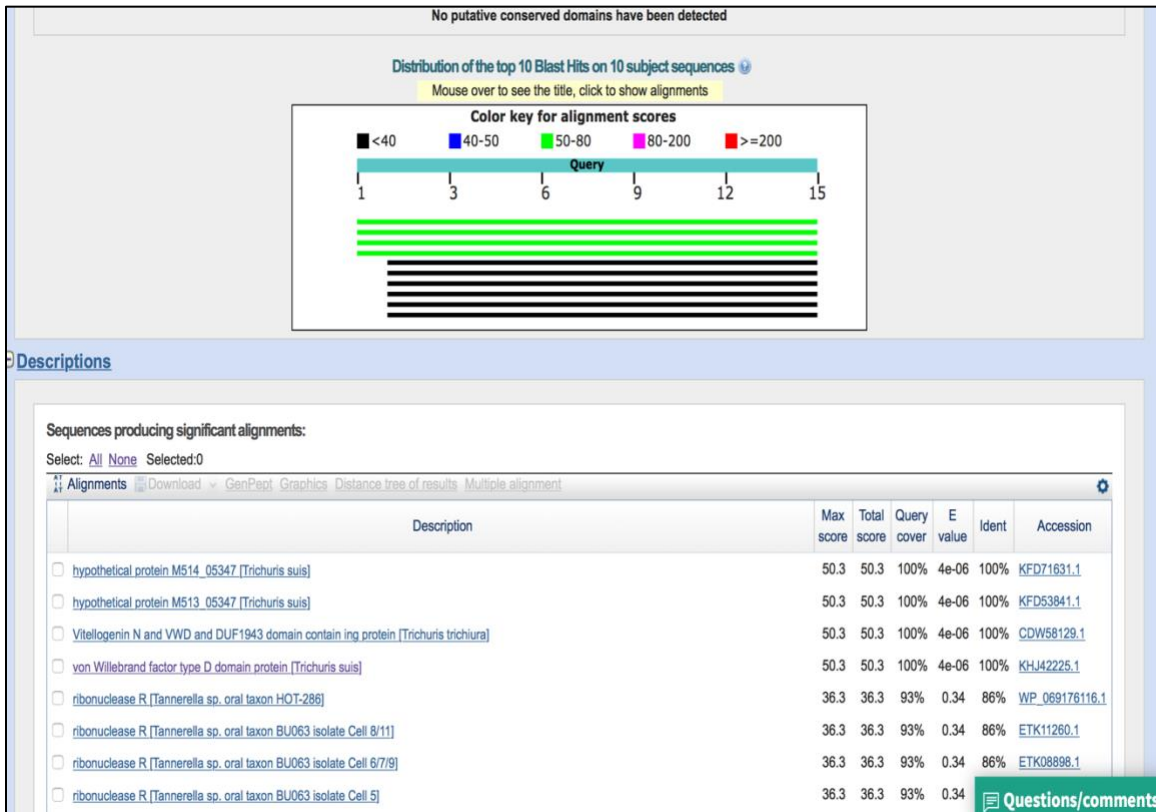 No putative conserved domains have been detected
Distribution of the top 10 Blast Hits on 10 subject sequences
Mouse over to see the title, click to show alignments
Color key for alignment scores
<40 40-50 50-80 80-200 >=200
Query
1 3 6 9 12 15
Descriptions
Sequences producing significant alignments:
Select: All None Selected:0
Alignments Download GenPept Graphics Distance tree of results Multiple alignment
Description Max score Total score Query cover E value Ident Accession
hypothetical protein M514_05347 [Trichuris suis] 50.3 50.3 100% 4e-06 100% KFD71631.1
hypothetical protein M513_05347 [Trichuris suis] 50.3 50.3 100% 4e-06 100% KFD53841.1
Vitellogenin N and VWD and DUF1943 domain contain ing protein [Trichuris trichiura] 50.3 50.3 100% 4e-06 100% CDW58129.1
von Willebrand factor type D domain protein [Trichuris suis] 50.3 50.3 100% 4e-06 100% KHJ42225.1
ribonuclease R [Tannerella sp. oral taxon HOT-286] 36.3 36.3 93% 0.34 86% WP_069176116.1
ribonuclease R [Tannerella sp. oral taxon BU063 isolate Cell 8/11] 36.3 36.3 93% 0.34 86% ETK11260.1
ribonuclease R [Tannerella sp. oral taxon BU063 isolate Cell 6/7/9] 36.3 36.3 93% 0.34 86% ETK08898.1
ribonuclease R [Tannerella sp. oral taxon BU063 isolate Cell 5] 36.3 36.3 93% 0.34
Questions/comments